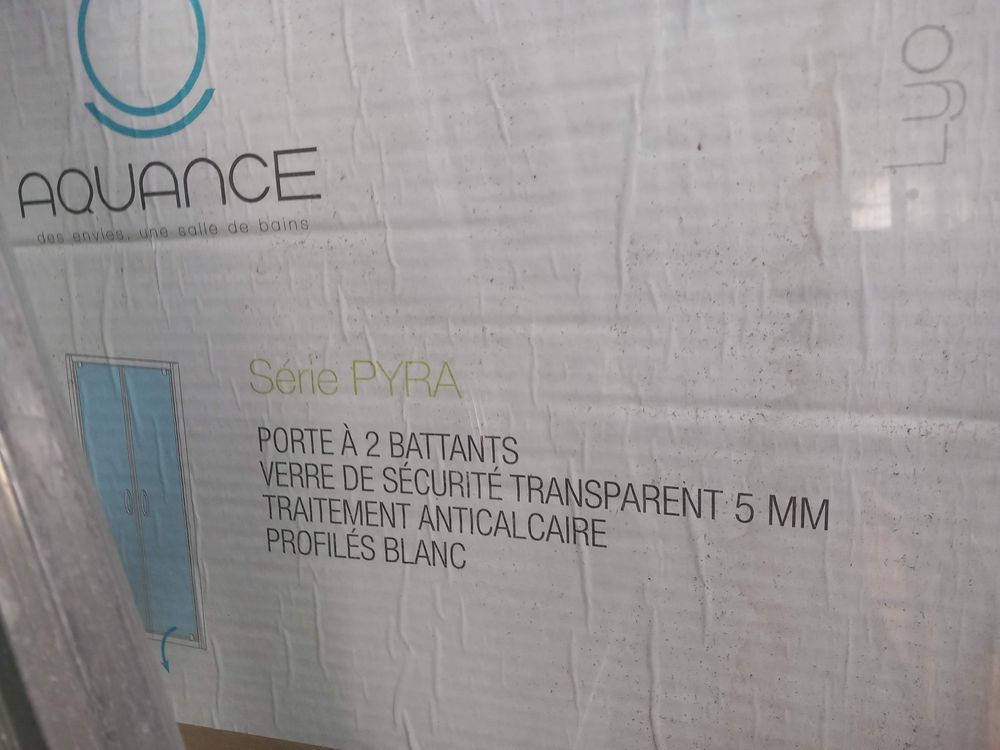 AQUANCE
des envies, une salle de bains
Lyo
Série PYRA
PORTE À 2 BATTANTS
VERRE DE SÉCURITÉ TRANSPARENT 5 MM
TRAITEMENT ANTICALCAIRE
PROFILÉS BLANC